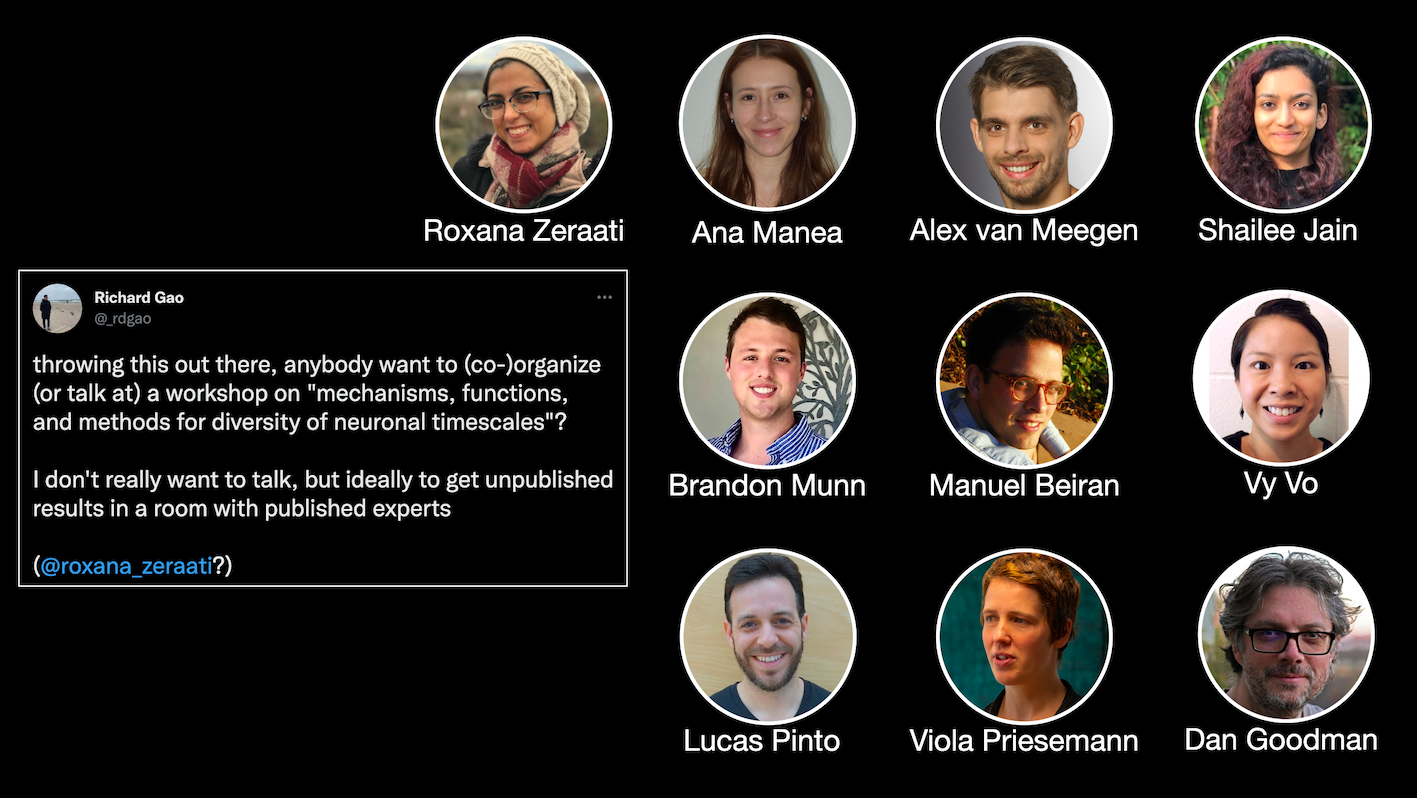 Roxana Zeraati
Ana Manea
Alex van Meegen
Shailee Jain
Richard Gao
@_rdgao
throwing this out there, anybody want to (co-)organize
(or talk at) a workshop on "mechanisms, functions,
and methods for diversity of neuronal timescales"?
I don't really want to talk, but ideally to get unpublished
results in a room with published experts
(@roxana_zeraati?)
Brandon Munn
Manuel Beiran
Vy Vo
Lucas Pinto
Viola Priesemann
Dan Goodman